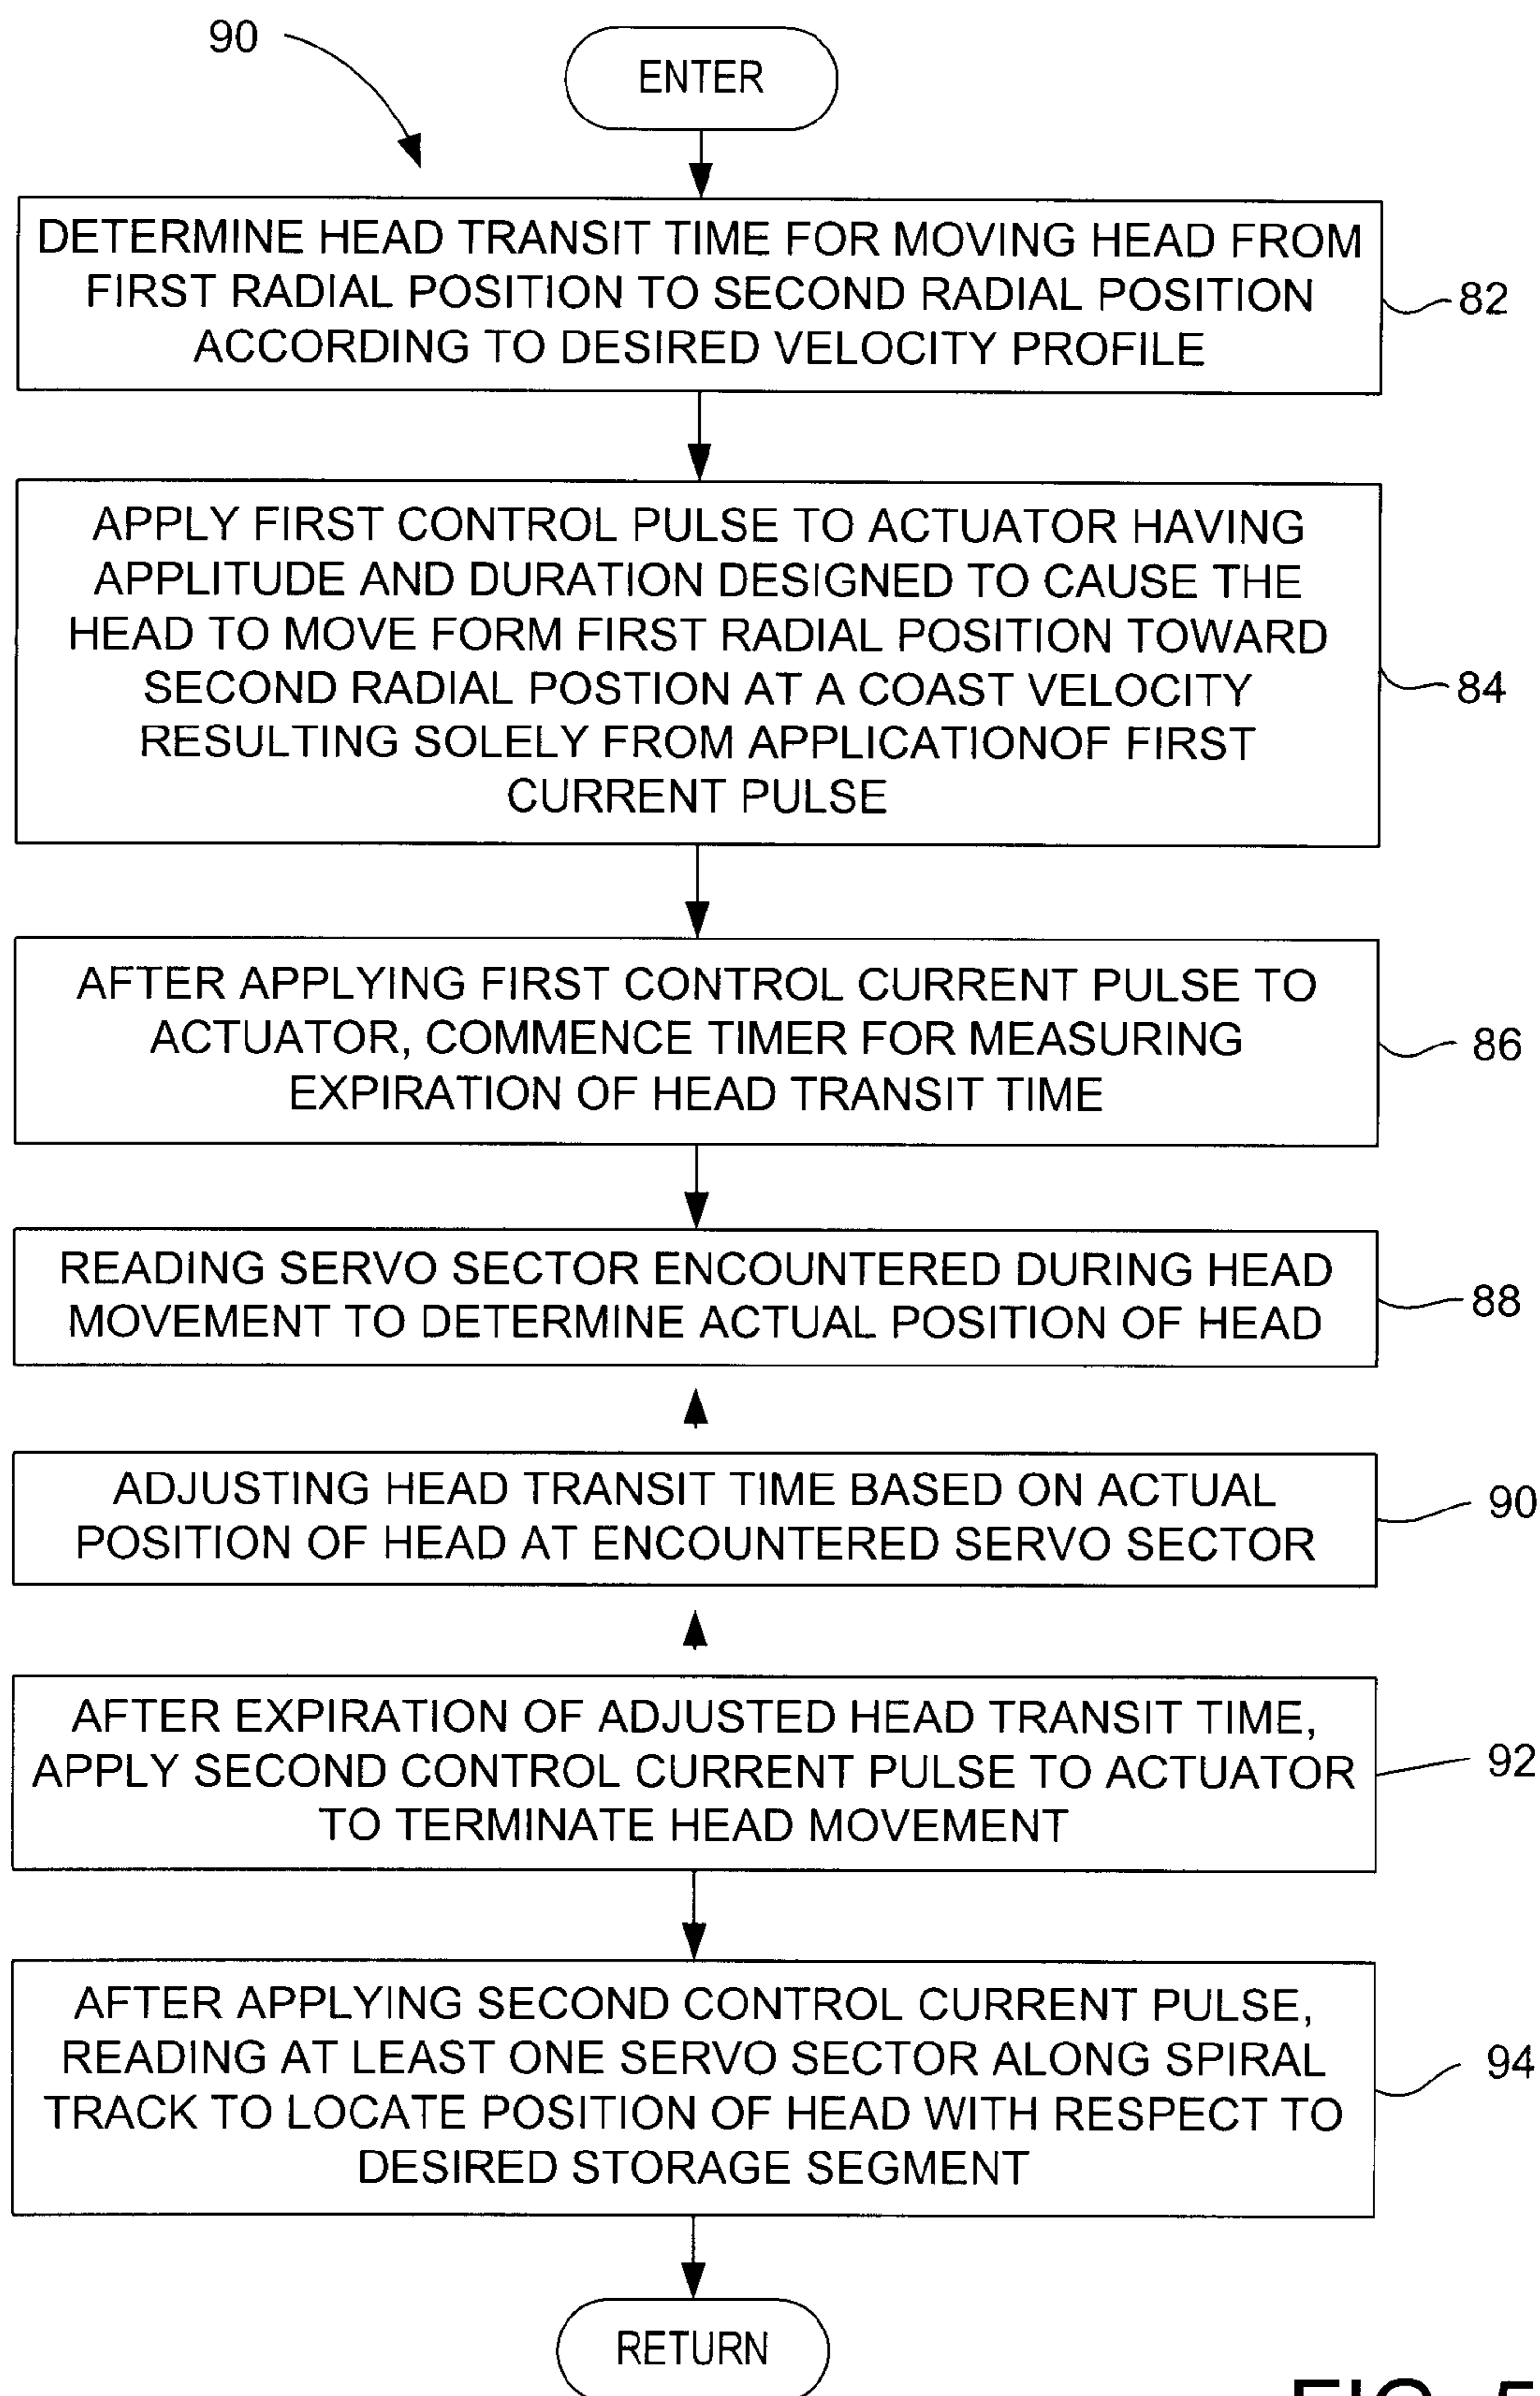 90
ENTER
DETERMINE HEAD TRANSIT TIME FOR MOVING HEAD FROM
FIRST RADIAL POSITION TO SECOND RADIAL POSITION
ACCORDING TO DESIRED VELOCITY PROFILE
82
APPLY FIRST CONTROL PULSE TO ACTUATOR HAVING
APPLITUDE AND DURATION DESIGNED TO CAUSE THE
HEAD TO MOVE FORM FIRST RADIAL POSITION TOWARD
SECOND RADIAL POSTION AT A COAST VELOCITY
RESULTING SOLELY FROM APPLICATIONOF FIRST
CURRENT PULSE
84
AFTER APPLYING FIRST CONTROL CURRENT PULSE TO
ACTUATOR, COMMENCE TIMER FOR MEASURING
EXPIRATION OF HEAD TRANSIT TIME
86
READING SERVO SECTOR ENCOUNTERED DURING HEAD
MOVEMENT TO DETERMINE ACTUAL POSITION OF HEAD
88
ADJUSTING HEAD TRANSIT TIME BASED ON ACTUAL
POSITION OF HEAD AT ENCOUNTERED SERVO SECTOR
90
AFTER EXPIRATION OF ADJUSTED HEAD TRANSIT TIME,
APPLY SECOND CONTROL CURRENT PULSE TO ACTUATOR
TO TERMINATE HEAD MOVEMENT
92
AFTER APPLYING SECOND CONTROL CURRENT PULSE,
READING AT LEAST ONE SERVO SECTOR ALONG SPIRAL
TRACK TO LOCATE POSITION OF HEAD WITH RESPECT TO
DESIRED STORAGE SEGMENT
94
RETURN